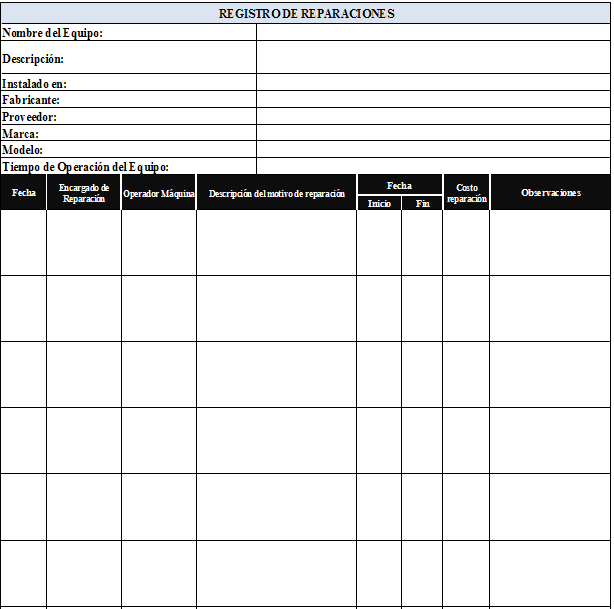 REGISTRO DE REPARACIONES
Nombre del Equipo:
Descripción:
Instalado en:
Fabricante:
Proveedor:
Marca:
Modelo:
Tiempo de Operación del Equipo:
Fecha
Encargado de
Reparación
Operador Máquina
Descripción del motivo de reparación
Fecha
Inicio
Fin
Costo
reparación
Observaciones